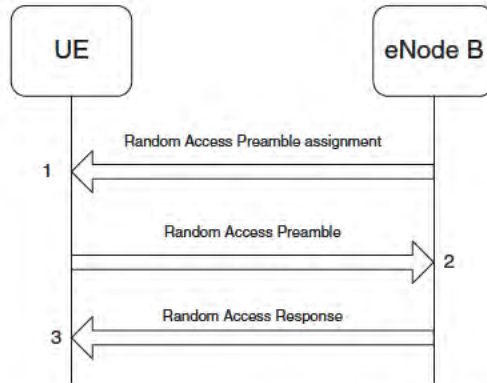 UE
eNode B
Random Access Preamble assignment
1
Random Access Preamble
2
Random Access Response
3